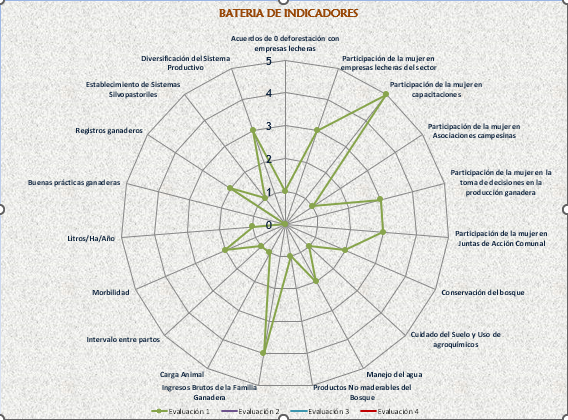 BATERIA DE INDICADORES
Acuerdos de 0 deforestación con
empresas lecheras
Participación de la mujer en
empresas lecheras del sector
Participación de la mujer en
capacitaciones
Participación de la mujer en
Asociaciones campesinas
Participación de la mujer en la
toma de decisiones en la
producción ganadera
Participación de la mujer en
Juntas de Acción Comunal
Conservación del bosque
Cuidado del Suelo y Uso de
agroquímicos
Manejo del agua
Productos No maderables del
Bosque
Ingresos Brutos de la Familia
Ganadera
Carga Animal
Intervalo entre partos
Morbilidad
Litros/Ha/Año
Buenas prácticas ganaderas
Registros ganaderos
Establecimiento de Sistemas
Silvopastoriles
Diversificación del Sistema
Productivo
5
4
3
2
1
0
Evaluación 1 Evaluación 2 Evaluación 3 Evaluación 4